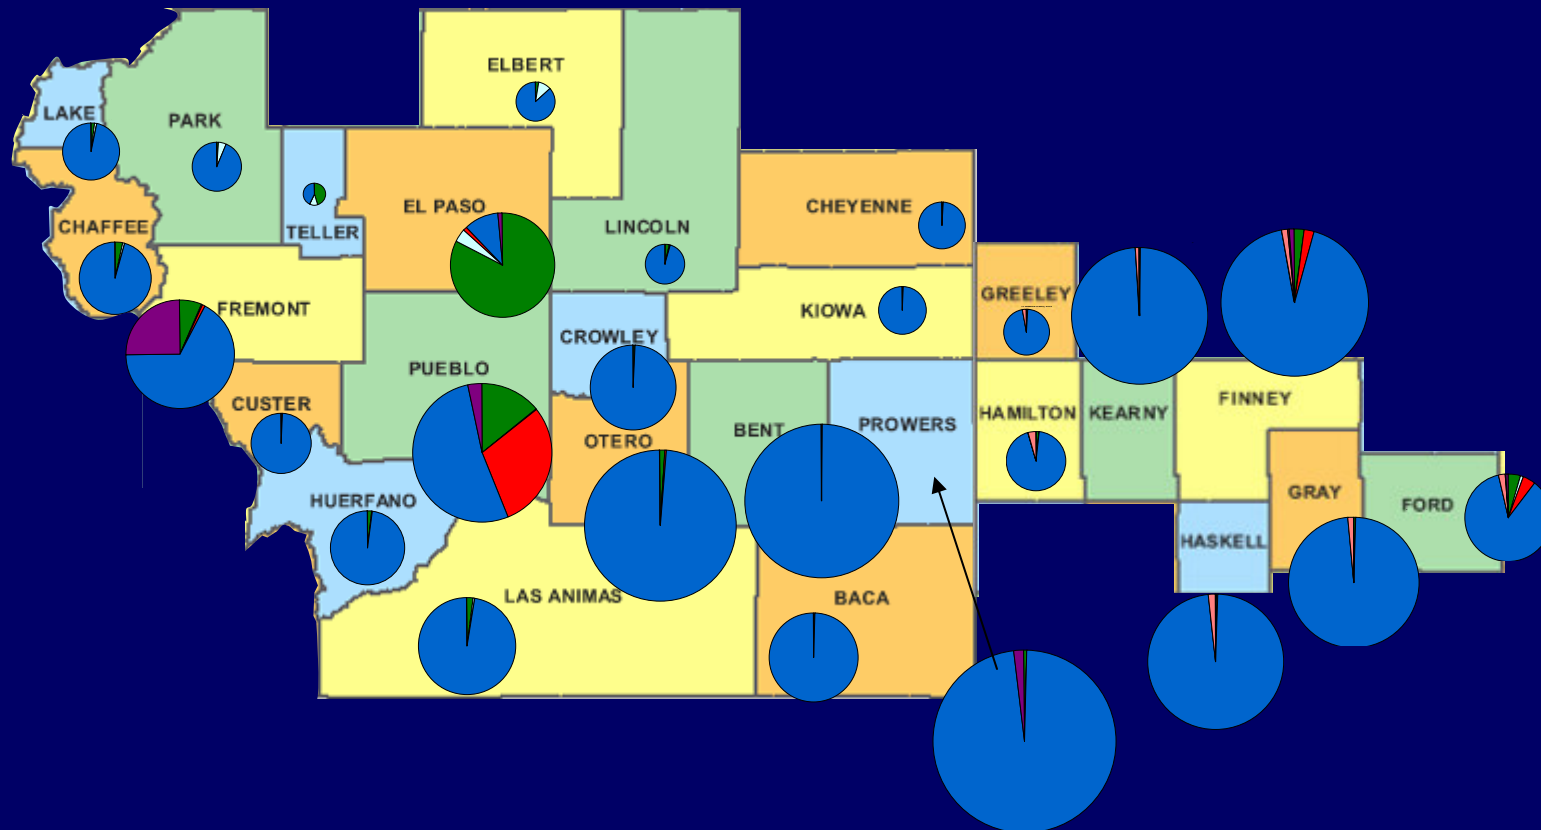 ELBERT
LAKE
PARK
EL PASO
CHEYENNE
CHAFFEE
TELLER
LINCOLN
GREELEY
FREMONT
KIOWA
CROWLEY
PUEBLO
CUSTER
FINNEY
HAMILTON
KEARNY
PROWERS
BENT
OTERO
GRAY
HUERFANO
FORD
HASKELL
LAS ANIMAS
BACA